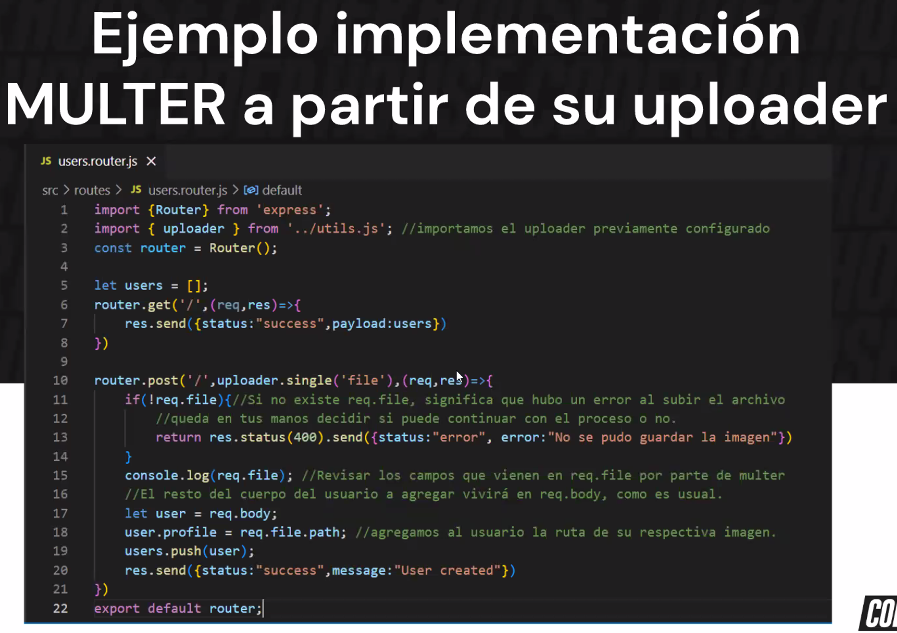 Ejemplo implementación
MULTER a partir de su uploader
JS users.router.js ×
src > routes > JS users.router.js > default
1 import {Router} from 'express';
2 import { uploader } from '../utils.js'; //importamos el uploader previamente configurado
3 const router = Router();
4
5 let users = [];
6 router.get('/',(req,res)=>{
7 res.send({status:"success",payload:users})
8 })
9
10 router.post('/',uploader.single('file'),(req,res)=>{
11 if(!req.file){//Si no existe req.file, significa que hubo un error al subir el archivo
12 //queda en tus manos decidir si puede continuar con el proceso o no.
13 return res.status(400).send({status:"error", error:"No se pudo guardar la imagen"})
14 }
15 console.log(req.file); //Revisar los campos que vienen en req.file por parte de multer
16 //El resto del cuerpo del usuario a agregar vivirá en req.body, como es usual.
17 let user = req.body;
18 user.profile = req.file.path; //agregamos al usuario la ruta de su respectiva imagen.
19 users.push(user);
20 res.send({status:"success",message:"User created"})
21 })
22 export default router;